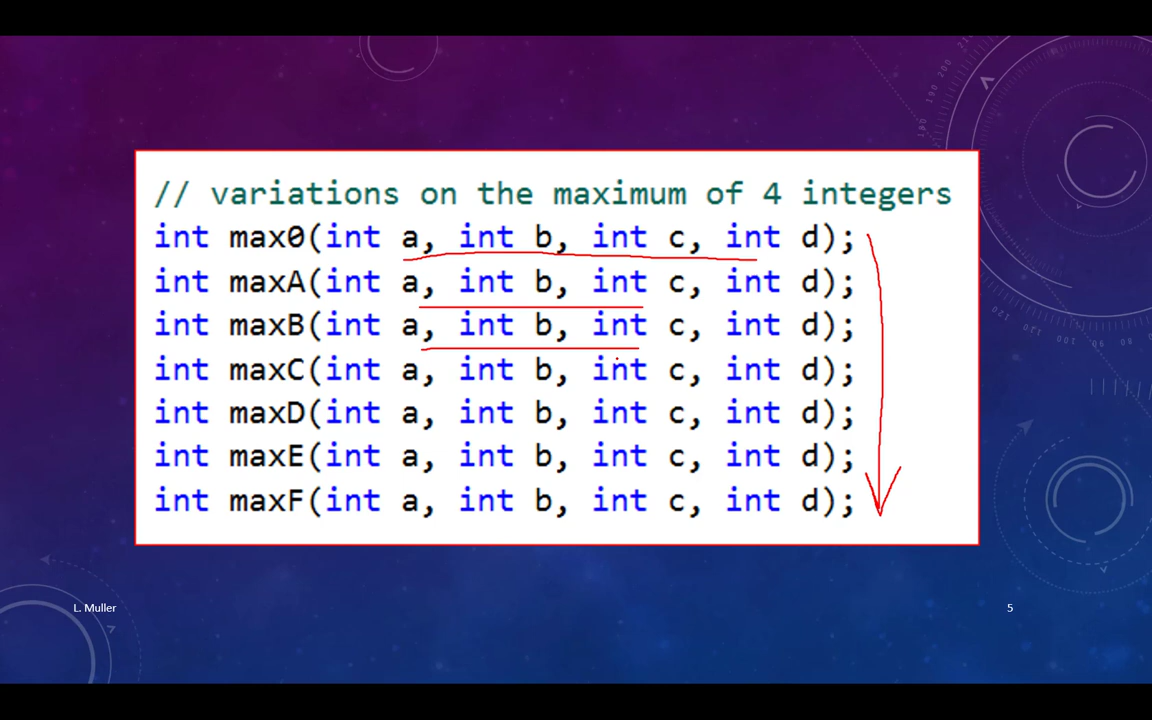 // variations on the maximum of 4 integers
int max0(int a, int b, int c, int d);
int maxA(int a, int b, int c, int d);
int maxB(int a, int b, int c, int d);
int maxC(int a, int b, int c, int d);
int maxD(int a, int b, int c, int d);
int maxE(int a, int b, int c, int d);
int maxF(int a, int b, int c, int d);
L. Muller
5